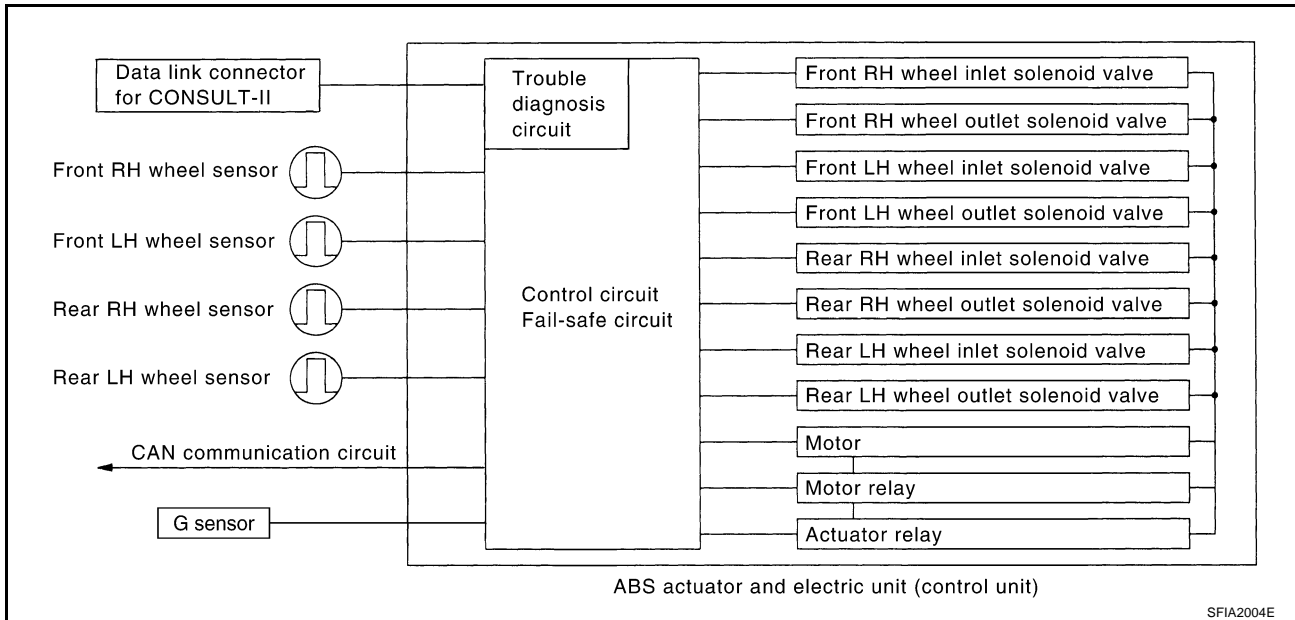 Data link connector
for CONSULT-II
Front RH wheel sensor
Front LH wheel sensor
Rear RH wheel sensor
Rear LH wheel sensor
CAN communication circuit
G sensor
Trouble
diagnosis
circuit
Control circuit
Fail-safe circuit
Front RH wheel inlet solenoid valve
Front RH wheel outlet solenoid valve
Front LH wheel inlet solenoid valve
Front LH wheel outlet solenoid valve
Rear RH wheel inlet solenoid valve
Rear RH wheel outlet solenoid valve
Rear LH wheel inlet solenoid valve
Rear LH wheel outlet solenoid valve
Motor
Motor relay
Actuator relay
ABS actuator and electric unit (control unit)
SFIA2004E